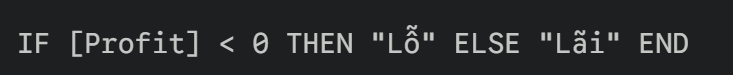 IF [Profit] < 0 THEN "Lỗ" ELSE "Lãi" END